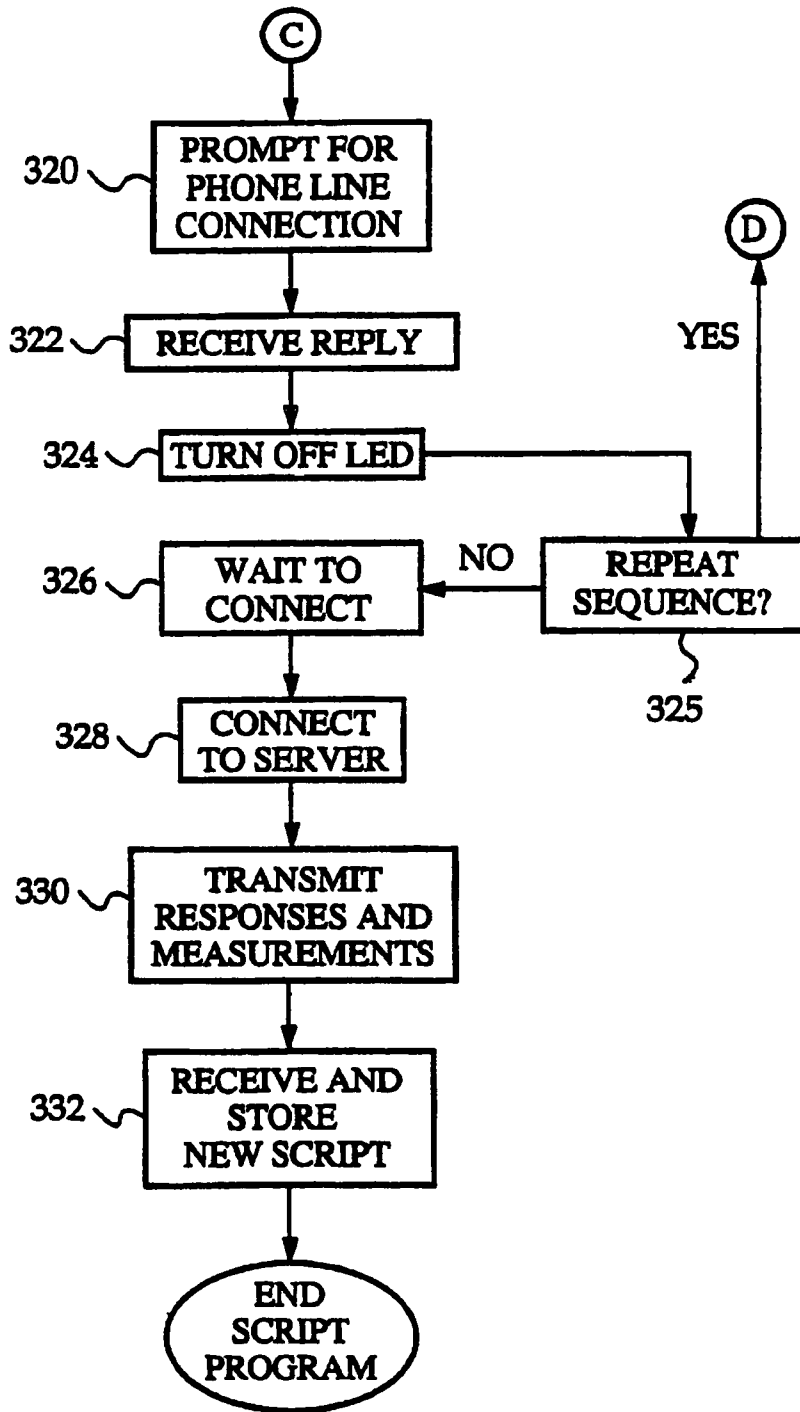 C
320
PROMPT FOR
PHONE LINE
CONNECTION
D
YES
322
RECEIVE REPLY
324
TURN OFF LED
326
WAIT TO
CONNECT
NO
REPEAT
SEQUENCE?
325
328
CONNECT
TO SERVER
330
TRANSMIT
RESPONSES AND
MEASUREMENTS
332
RECEIVE AND
STORE
NEW SCRIPT
END
SCRIPT
PROGRAM